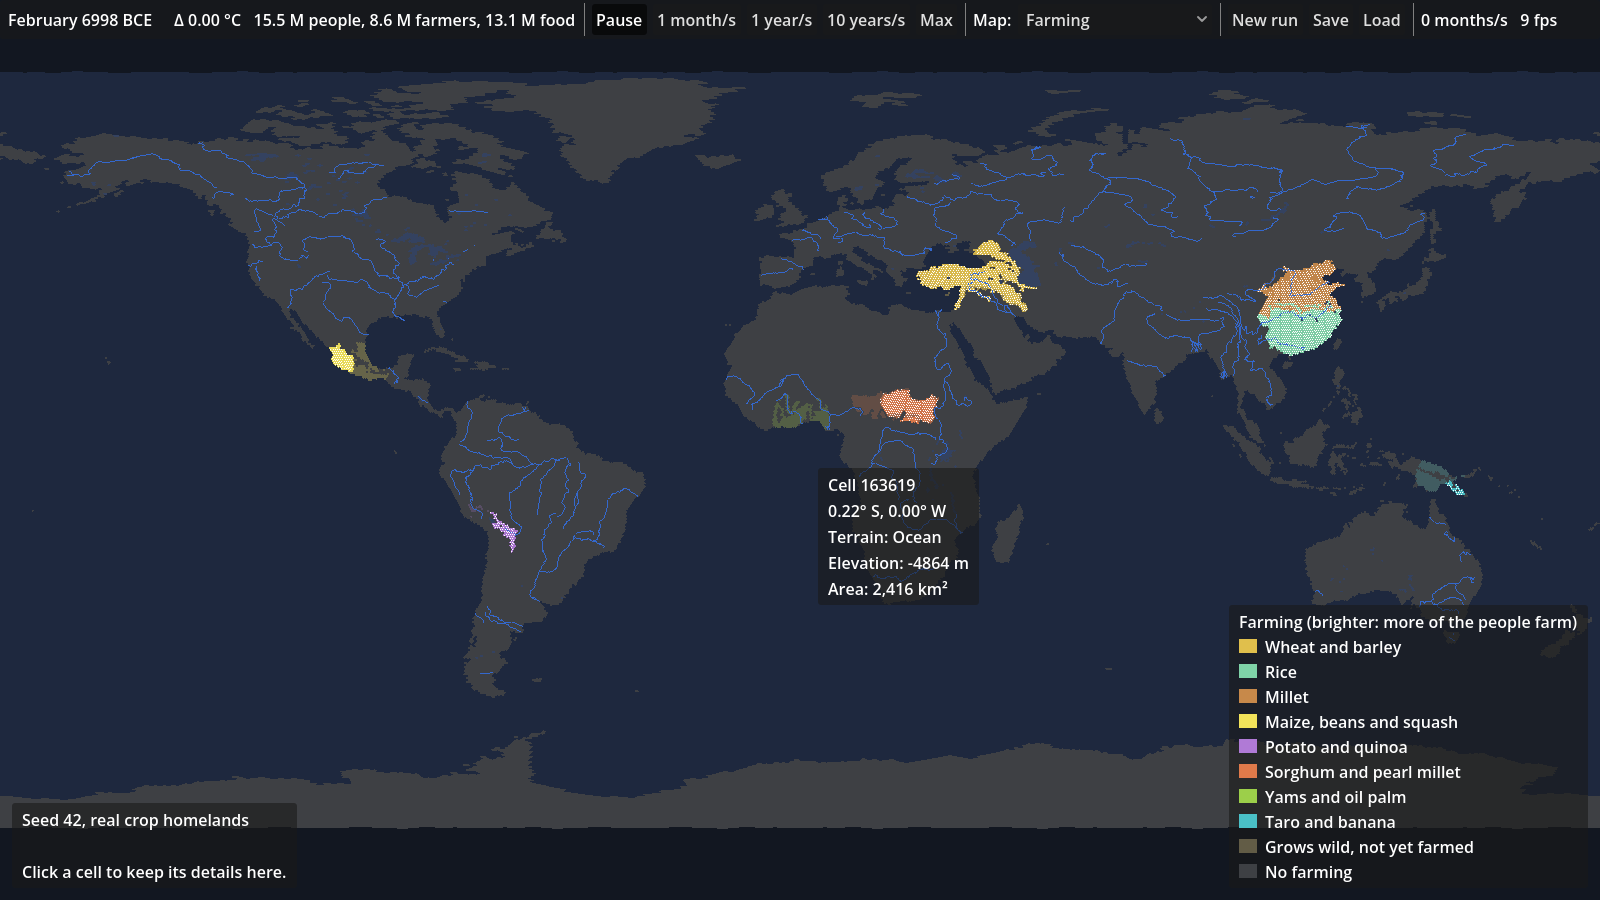 February 6998 BCE Δ 0.00 °C 15.5 M people, 8.6 M farmers, 13.1 M food Pause 1 month/s 1 year/s 10 years/s Max Map: Farming New run Save Load 0 months/s 9 fps
Cell 163619
0.22° S, 0.00° W
Terrain: Ocean
Elevation: -4864 m
Area: 2,416 km²
Farming (brighter: more of the people farm)
Wheat and barley
Rice
Millet
Maize, beans and squash
Potato and quinoa
Sorghum and pearl millet
Yams and oil palm
Taro and banana
Grows wild, not yet farmed
No farming
Seed 42, real crop homelands
Click a cell to keep its details here.